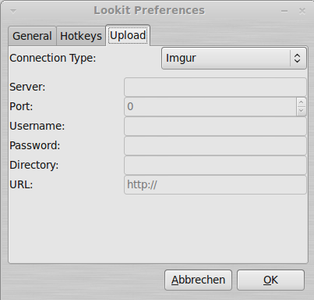 Lookit Preferences
General Hotkeys Upload
Connection Type: Imgur
Server:
Port: 0
Username:
Password:
Directory:
URL: http://
Abbrechen OK